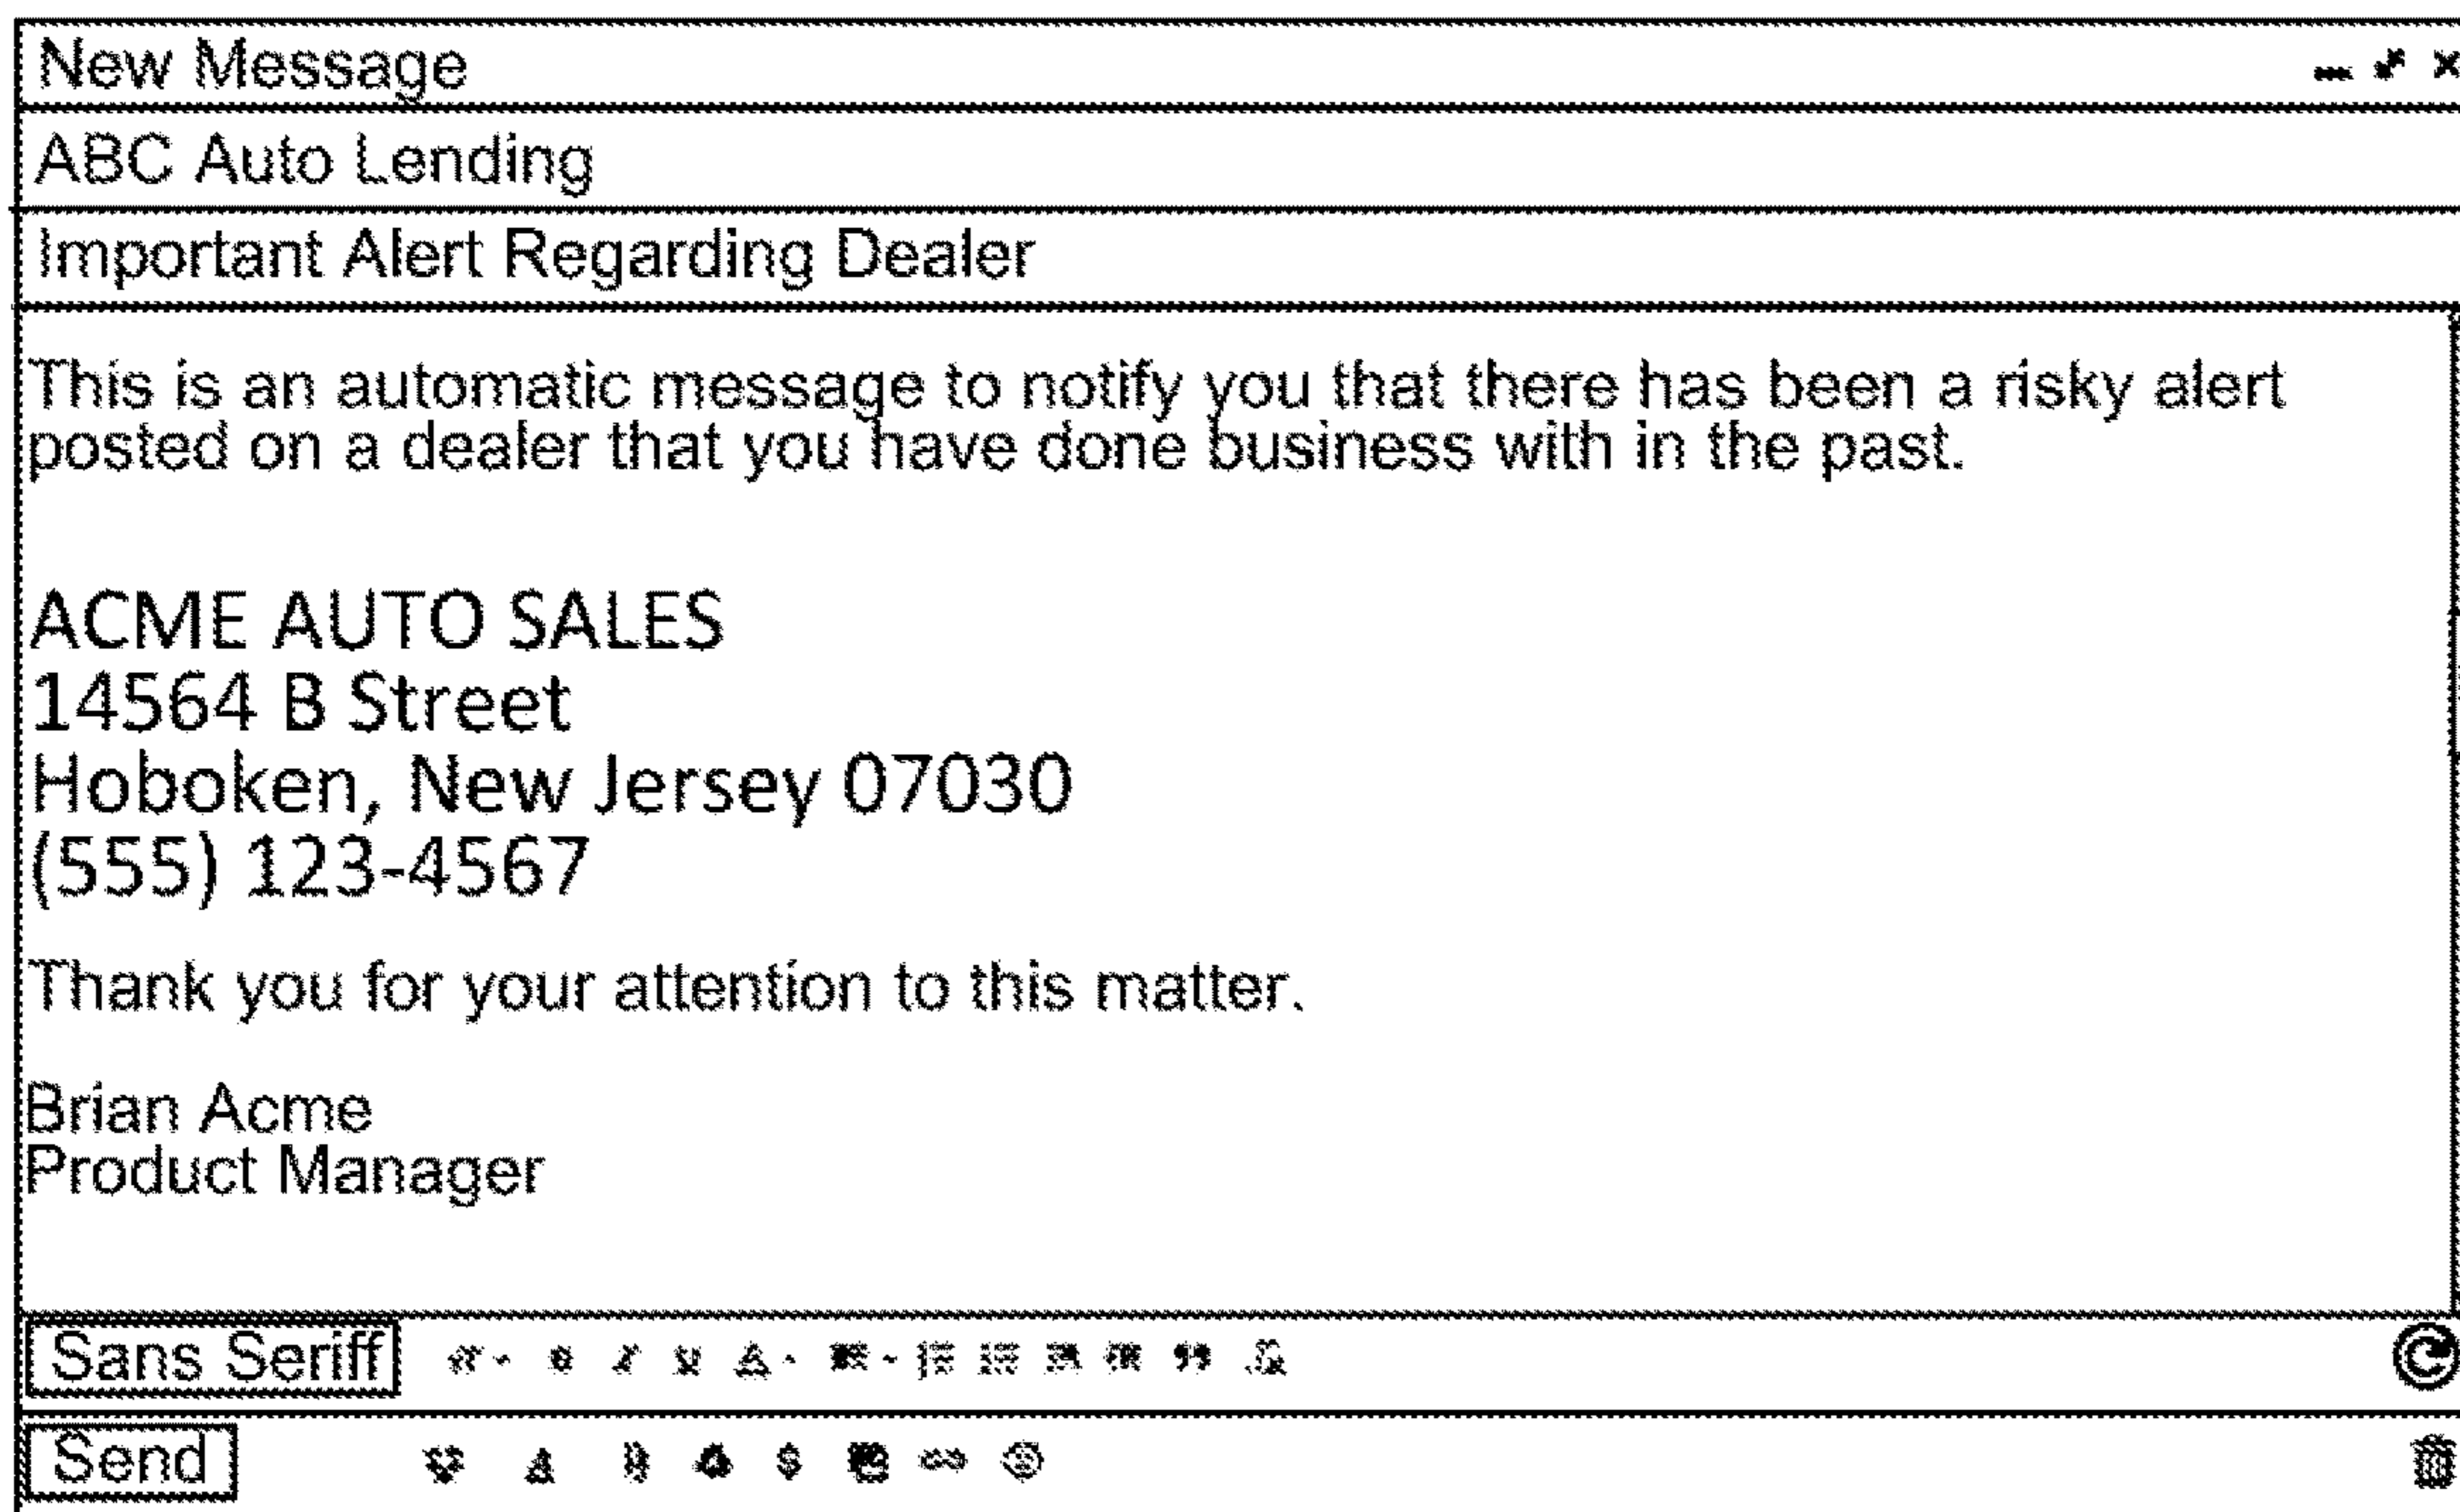 New Message
ABC Auto Lending
Important Alert Regarding Dealer
This is an automatic message to notify you that there has been a risky alert
posted on a dealer that you have done business with in the past.
ACME AUTO SALES
14564 B Street
Hoboken, New Jersey 07030
(555) 123-4567
Thank you for your attention to this matter.
Brian Acme
Product Manager
Sans Seriff
Send